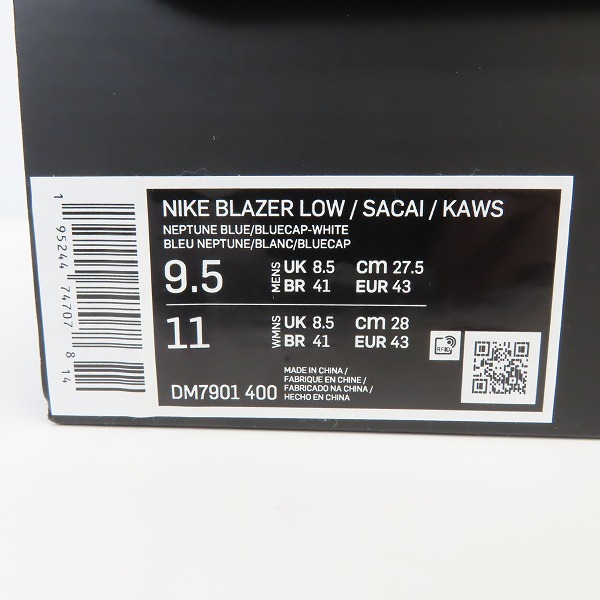 NIKE BLAZER LOW / SACAI / KAWS
NEPTUNE BLUE/BLUECAP-WHITE
BLEU NEPTUNE/BLANC/BLUECAP
9.5 MENS UK 8.5 cm 27.5
BR 41 EUR 43
11 WMNS UK 8.5 cm 28
BR 41 EUR 43
RFID
DM7901 400
MADE IN CHINA /
FABRIQUE EN CHINE /
FABRICADO NA CHINA /
HECHO EN CHINA
1 95244 74707 8 14